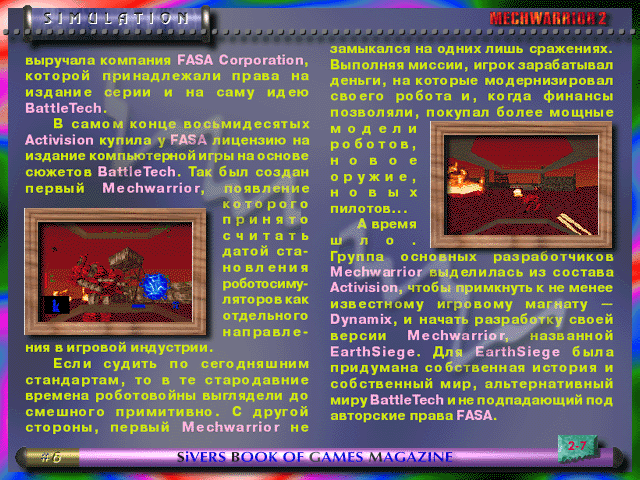 SIMULATION
MECHWARRIOR 2
выручала компания FASA Corporation,
которой принадлежали права на
издание серии и на саму идею
BattleTech.
В самом конце восьмидесятых
Activision купила у FASA лицензию на
издание компьютерной игры на основе
сюжетов BattleTech. Так был создан
первый Mechwarrior, появление
которого
принято
считать
датой ста-
новления
роботосиму-
ляторов как
отдельного
направле-
ния в игровой индустрии.
Если судить по сегодняшним
стандартам, то в те стародавние
времена роботовойны выглядели до
смешного примитивно. С другой
стороны, первый Mechwarrior не
замыкался на одних лишь сражениях.
Выполняя миссии, игрок зарабатывал
деньги, на которые модернизировал
своего робота и, когда финансы
позволяли, покупал более мощные
модели
роботов,
новое
оружие,
новых
пилотов...
А время
шло.
Группа основных разработчиков
Mechwarrior выделилась из состава
Activision, чтобы примкнуть к не менее
известному игровому магнату —
Dynamix, и начать разработку своей
версии Mechwarrior, названной
EarthSiege. Для EarthSiege была
придумана собственная история и
собственный мир, альтернативный
миру BattleTech и не подпадающий под
авторские права FASA.
#6
SiVERS BOOK OF GAMES MAGAZINE
2-7